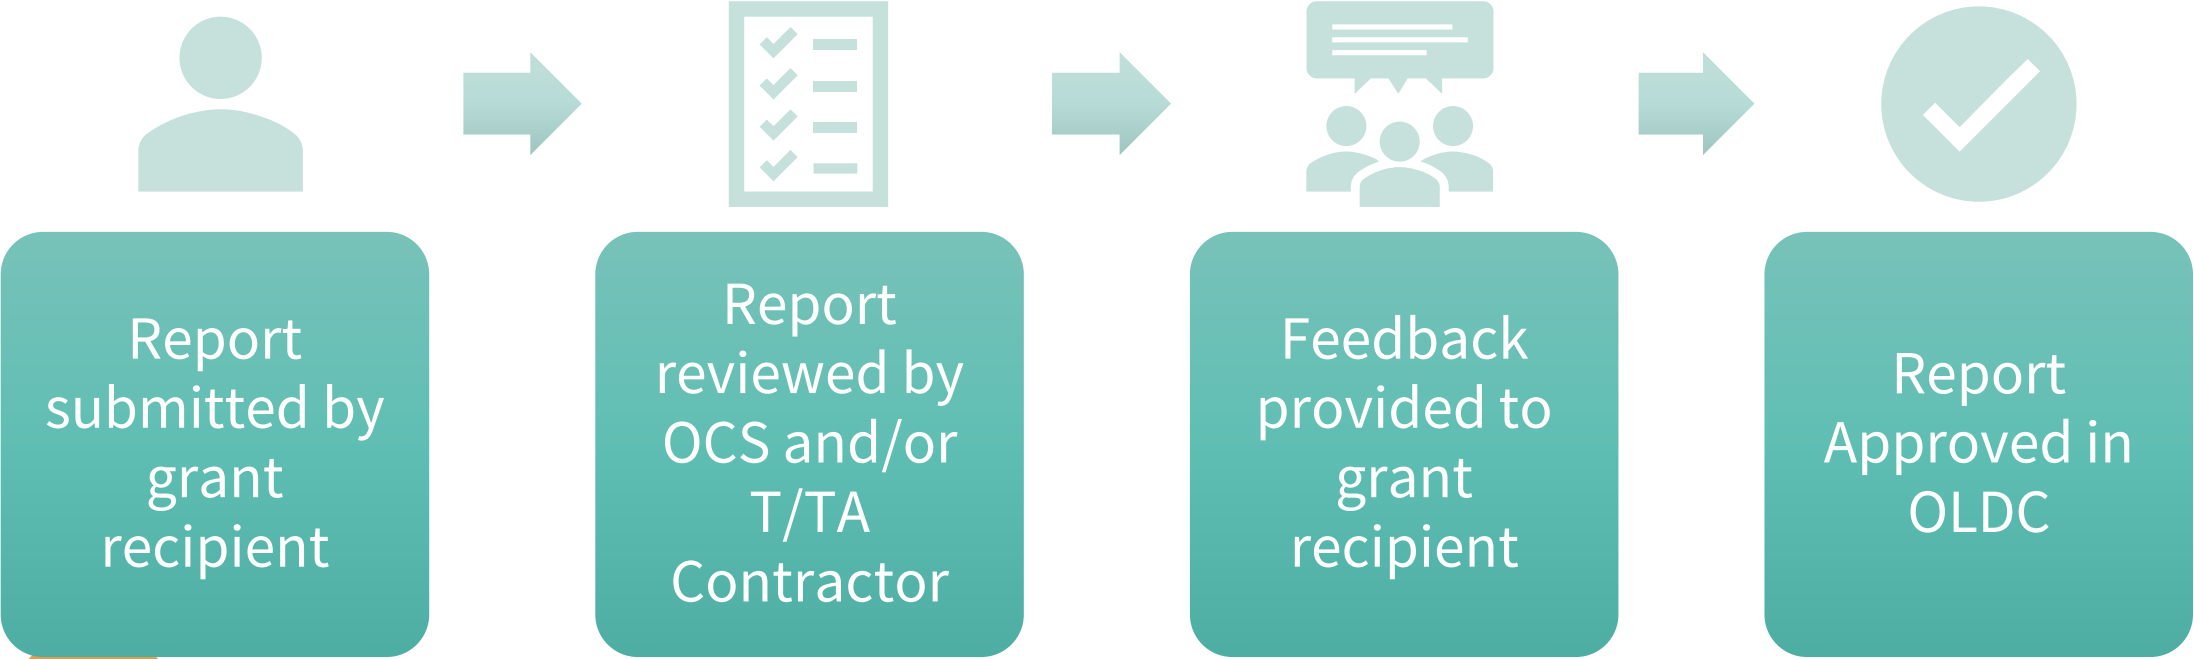 Report
submitted by
grant
recipient
Report
reviewed by
OCS and/or
T/TA
Contractor
Feedback
provided to
grant
recipient
Report
Approved in
OLDC